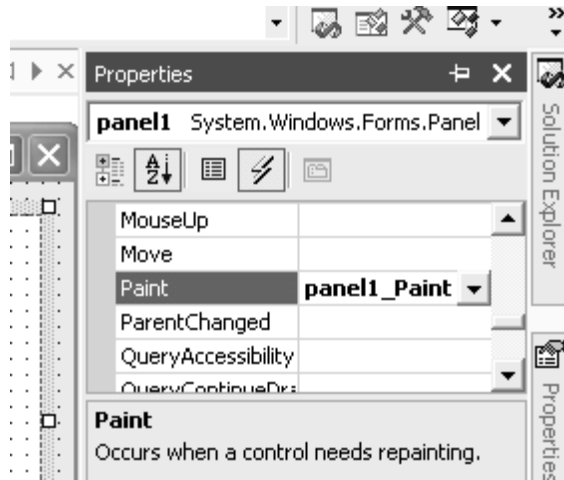 Properties
panel1 System.Windows.Forms.Panel
MouseUp
Move
Paint panel1_Paint
ParentChanged
QueryAccessibility
QueryContinueDra
Paint
Occurs when a control needs repainting.
Solution Explorer
Properties